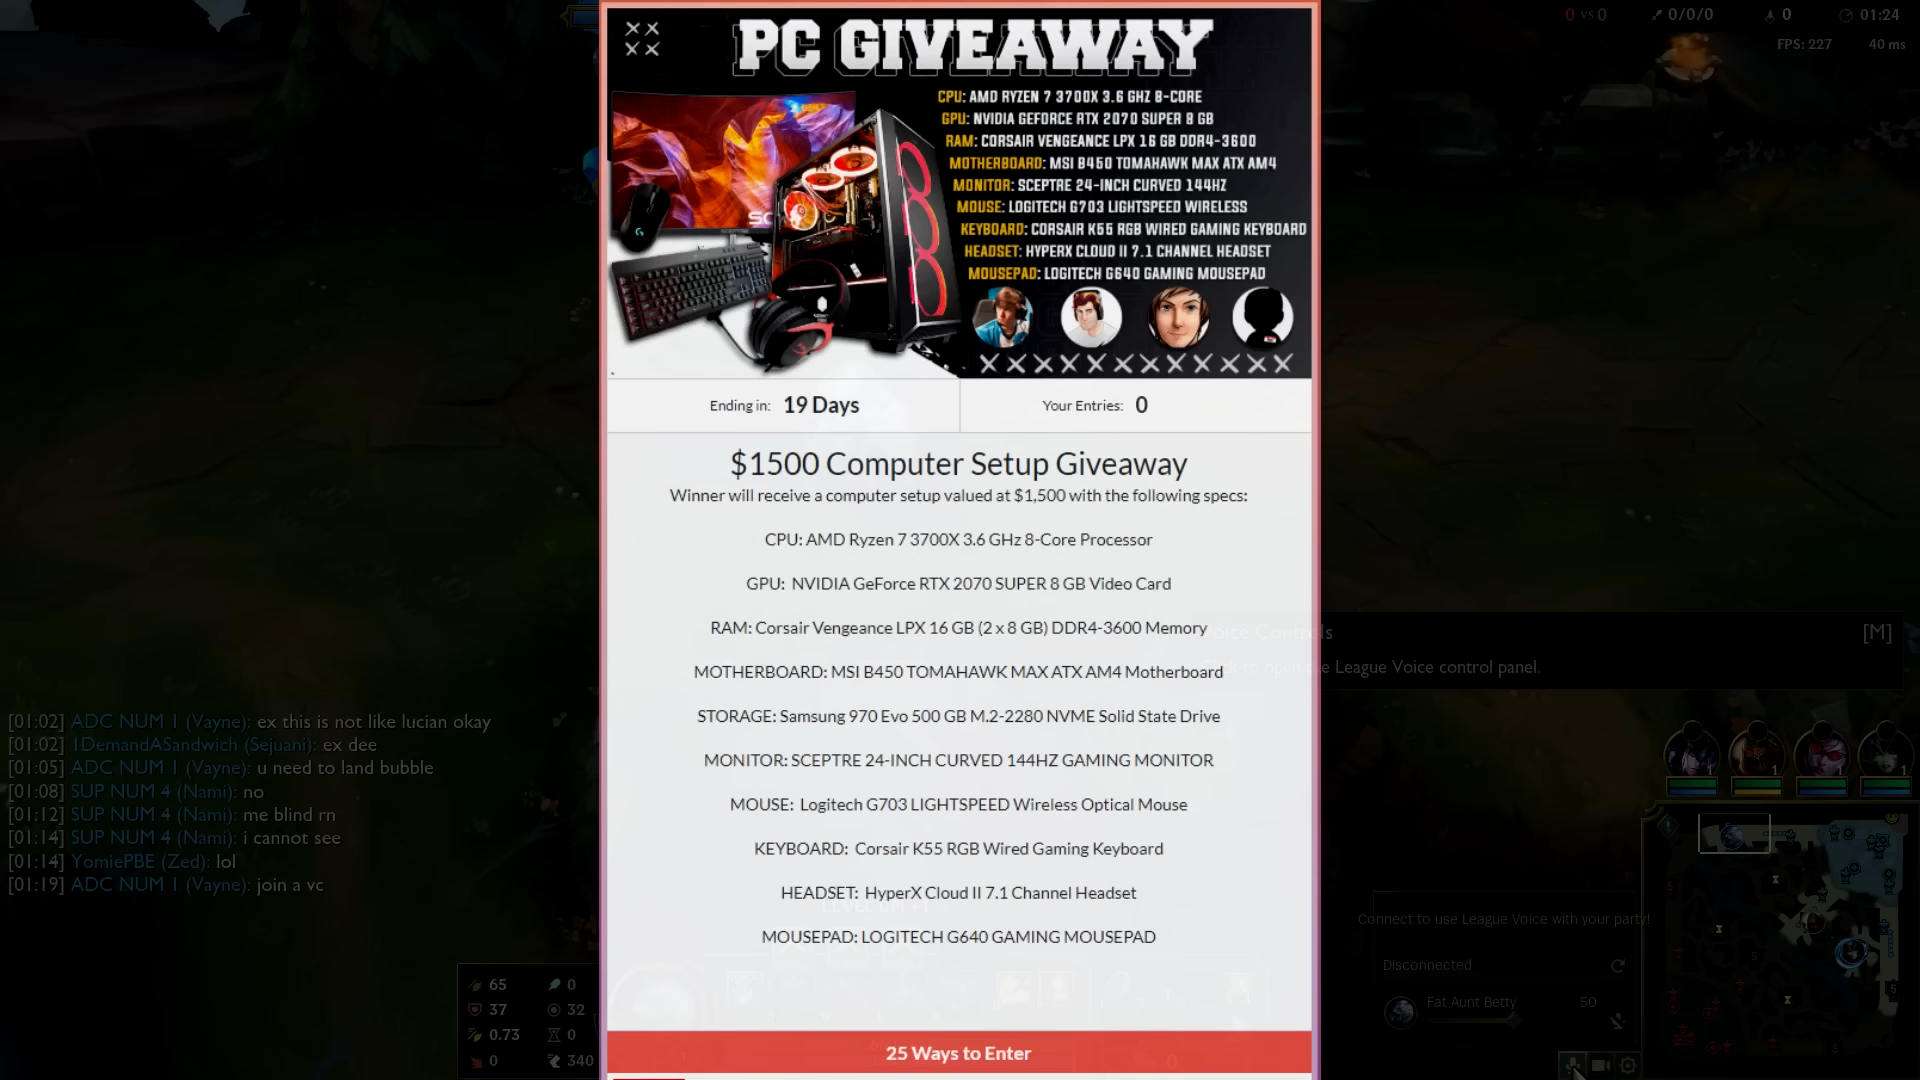 PC GIVEAWAY
CPU: AMD RYZEN 7 3700X 3.6 GHZ 8-CORE
GPU: NVIDIA GEFORCE RTX 2070 SUPER 8 GB
RAM: CORSAIR VENGEANCE LPX 16 GB DDR4-3600
MOTHERBOARD: MSI B450 TOMAHAWK MAX ATX AM4
MONITOR: SCEPTRE 24-INCH CURVED 144HZ
MOUSE: LOGITECH G703 LIGHTSPEED WIRELESS
KEYBOARD: CORSAIR K55 RGB WIRED GAMING KEYBOARD
HEADSET: HYPERX CLOUD II 7.1 CHANNEL HEADSET
MOUSEPAD: LOGITECH G640 GAMING MOUSEPAD
0 vs 0 0/0/0 0 01:24
FPS: 227 40 ms
Ending in: 19 Days
Your Entries: 0
$1500 Computer Setup Giveaway
Winner will receive a computer setup valued at $1,500 with the following specs:
CPU: AMD Ryzen 7 3700X 3.6 GHz 8-Core Processor
GPU: NVIDIA GeForce RTX 2070 SUPER 8 GB Video Card
RAM: Corsair Vengeance LPX 16 GB (2 x 8 GB) DDR4-3600 Memory
MOTHERBOARD: MSI B450 TOMAHAWK MAX ATX AM4 Motherboard
STORAGE: Samsung 970 Evo 500 GB M.2-2280 NVME Solid State Drive
MONITOR: SCEPTRE 24-INCH CURVED 144HZ GAMING MONITOR
MOUSE: Logitech G703 LIGHTSPEED Wireless Optical Mouse
KEYBOARD: Corsair K55 RGB Wired Gaming Keyboard
HEADSET: HyperX Cloud II 7.1 Channel Headset
MOUSEPAD: LOGITECH G640 GAMING MOUSEPAD
25 Ways to Enter
Voice Controls [M]
Click to open the League Voice control panel.
[01:02] ADC NUM 1 (Vayne): ex this is not like lucian okay
[01:02] 1DemandASandwich (Sejuani): ex dee
[01:05] ADC NUM 1 (Vayne): u need to land bubble
[01:08] SUP NUM 4 (Nami): no
[01:12] SUP NUM 4 (Nami): me blind rn
[01:14] SUP NUM 4 (Nami): i cannot see
[01:14] YomiePBE (Zed): lol
[01:19] ADC NUM 1 (Vayne): join a vc
65 0
37 32
0.73 0
0 340
1 1 1 1
Connect to use League Voice with your party!
Disconnected
Fat Aunt Betty 50